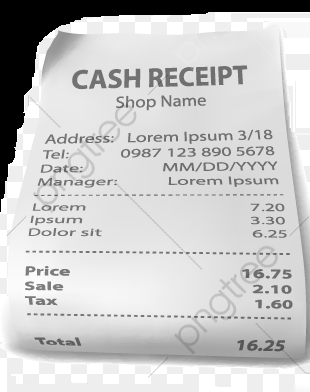 CASH RECEIPT
Shop Name
Address: Lorem Ipsum 3/18
Tel: 0987 123 890 5678
Date: MM/DD/YYYY
Manager: Lorem Ipsum
Lorem 7.20
Ipsum 3.30
Dolor sit 6.25
Price 16.75
Sale 2.10
Tax 1.60
Total 16.25
pngtree
pngtree